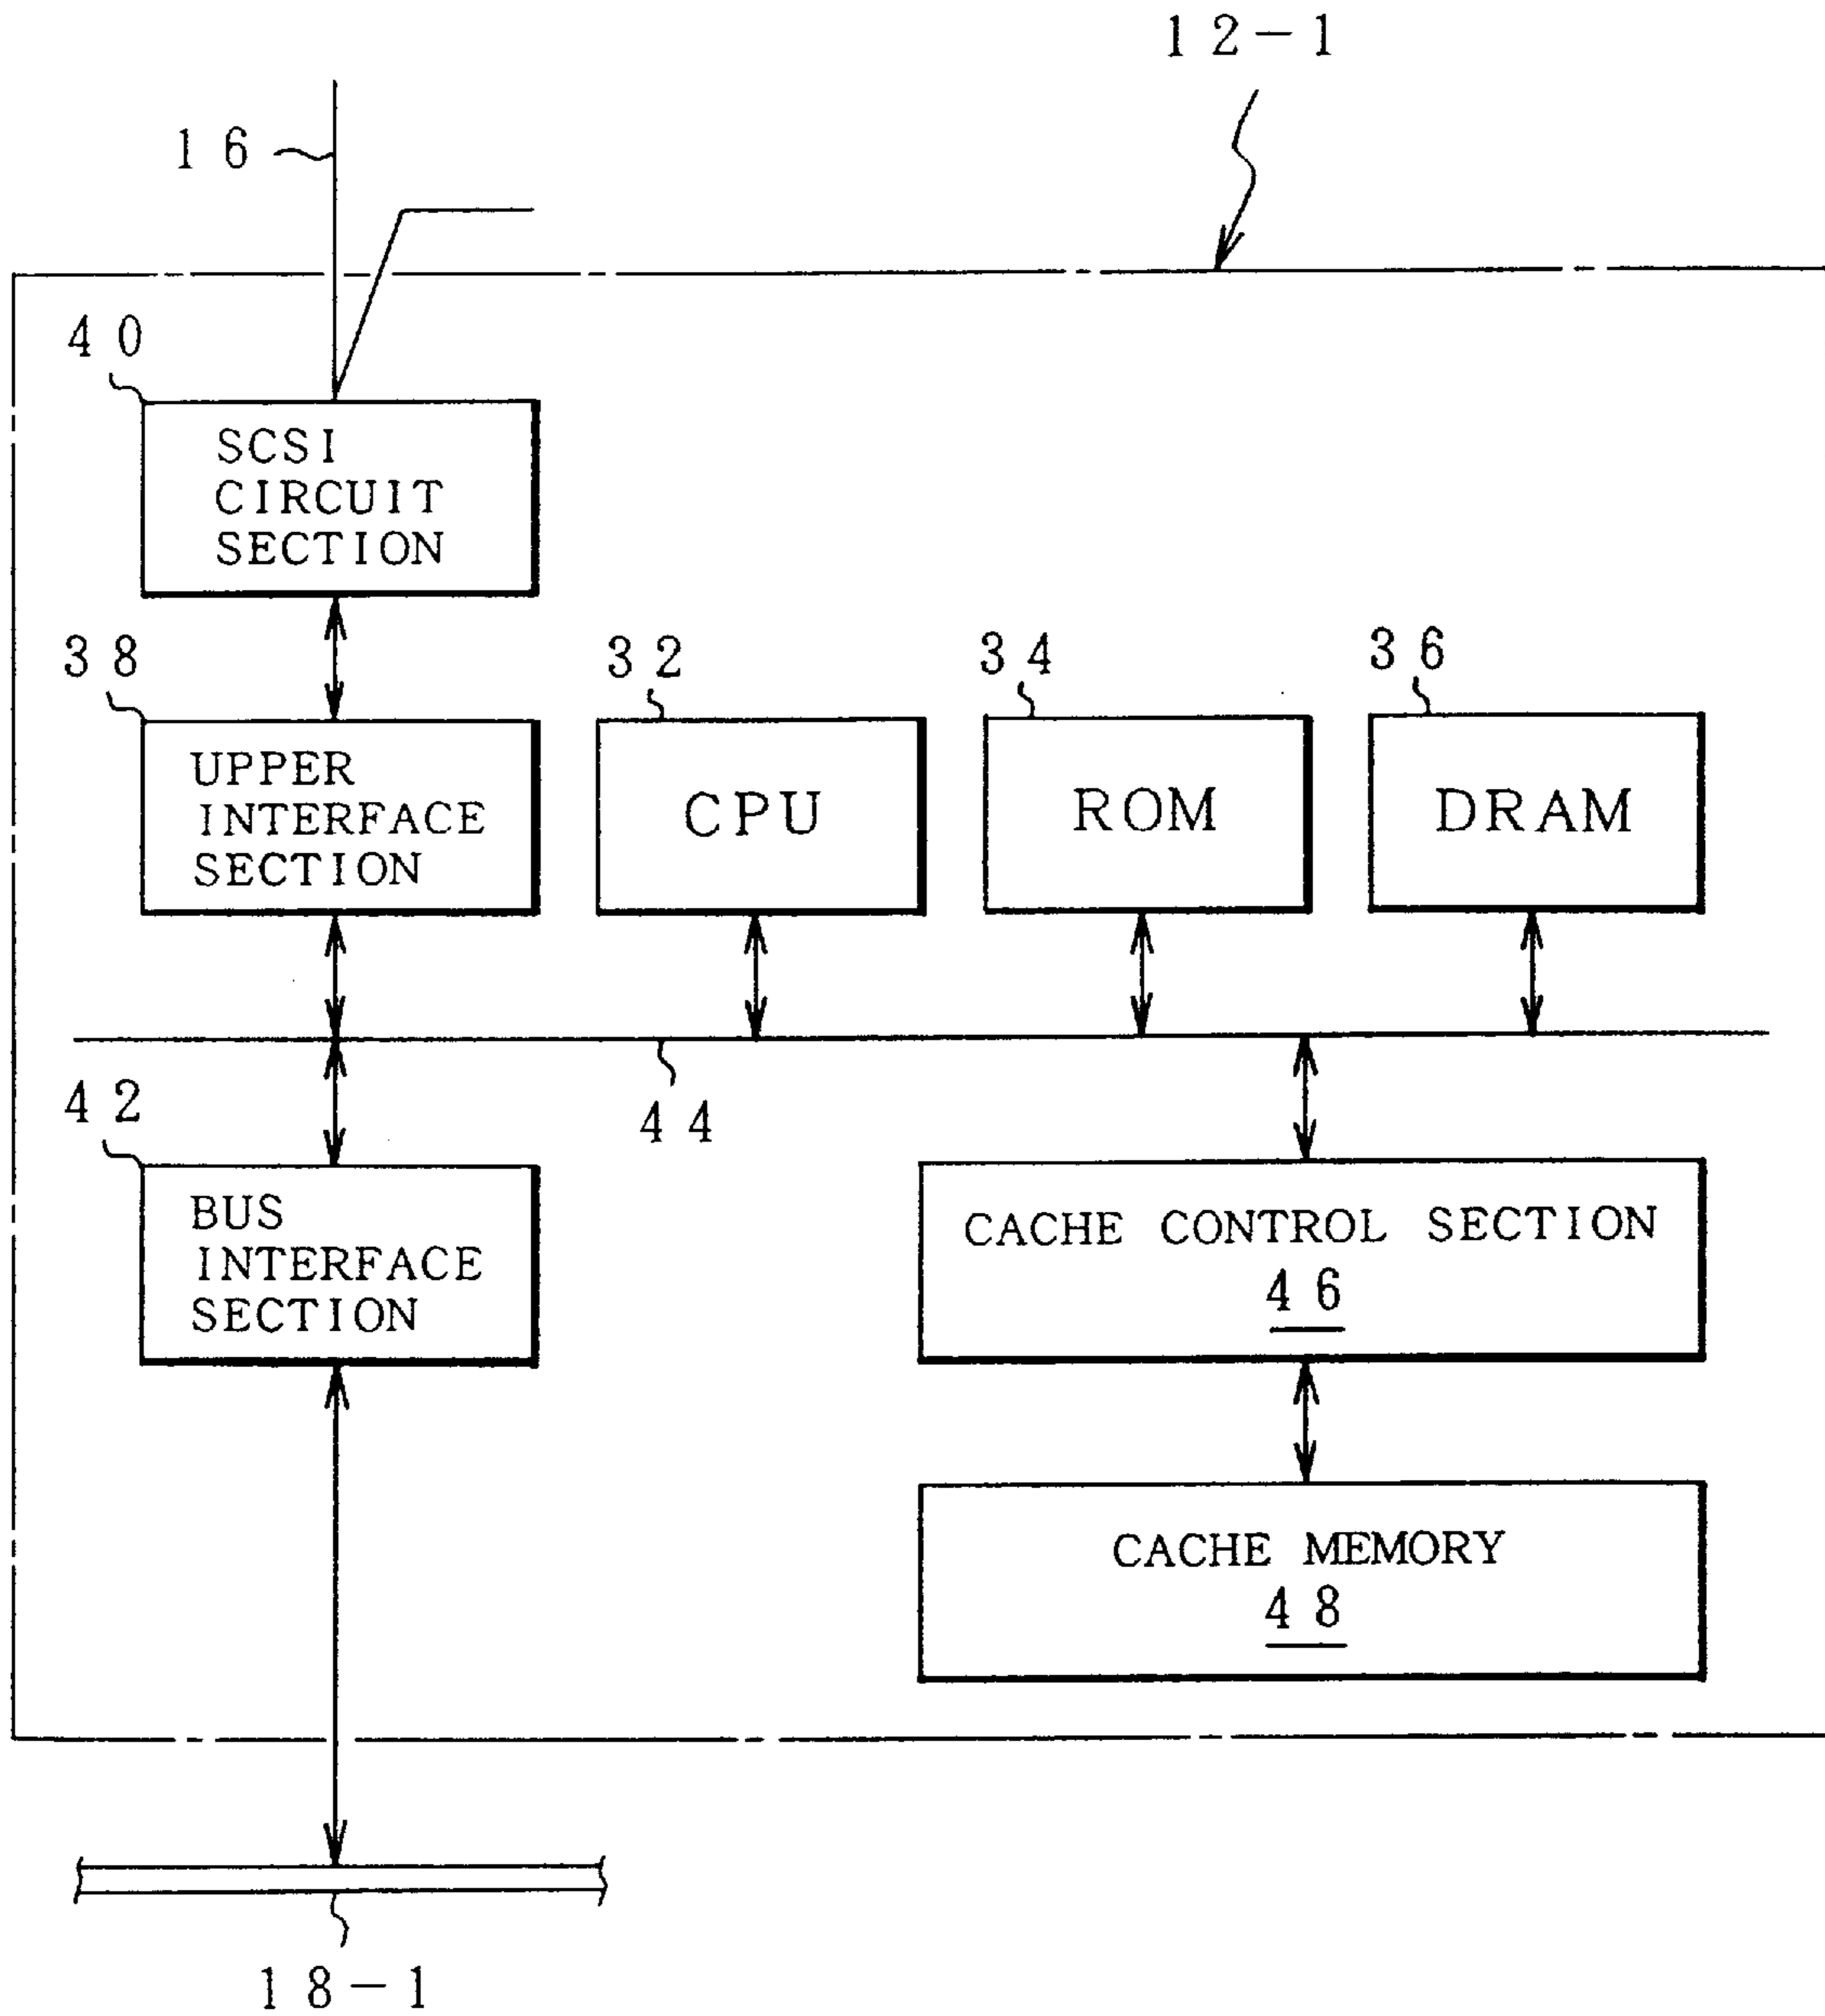 12-1
16
40
SCSI
CIRCUIT
SECTION
38
32
34
36
UPPER
INTERFACE
SECTION
CPU
ROM
DRAM
44
42
BUS
INTERFACE
SECTION
CACHE CONTROL SECTION
46
CACHE MEMORY
48
18-1